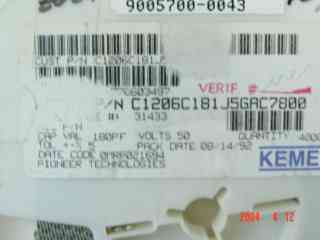 9005700-0043
CUST P/N C1206C181J
VERIF #
P/N C1206C181J5GAC7800
31433
P/N
CAP VAL 180PF VOLTS 50 QUANTITY 4000
TOL +- 5 PACK DATE 08/14/92
DATE CODE
PIONEER TECHNOLOGIES
KEME
2004 4 12